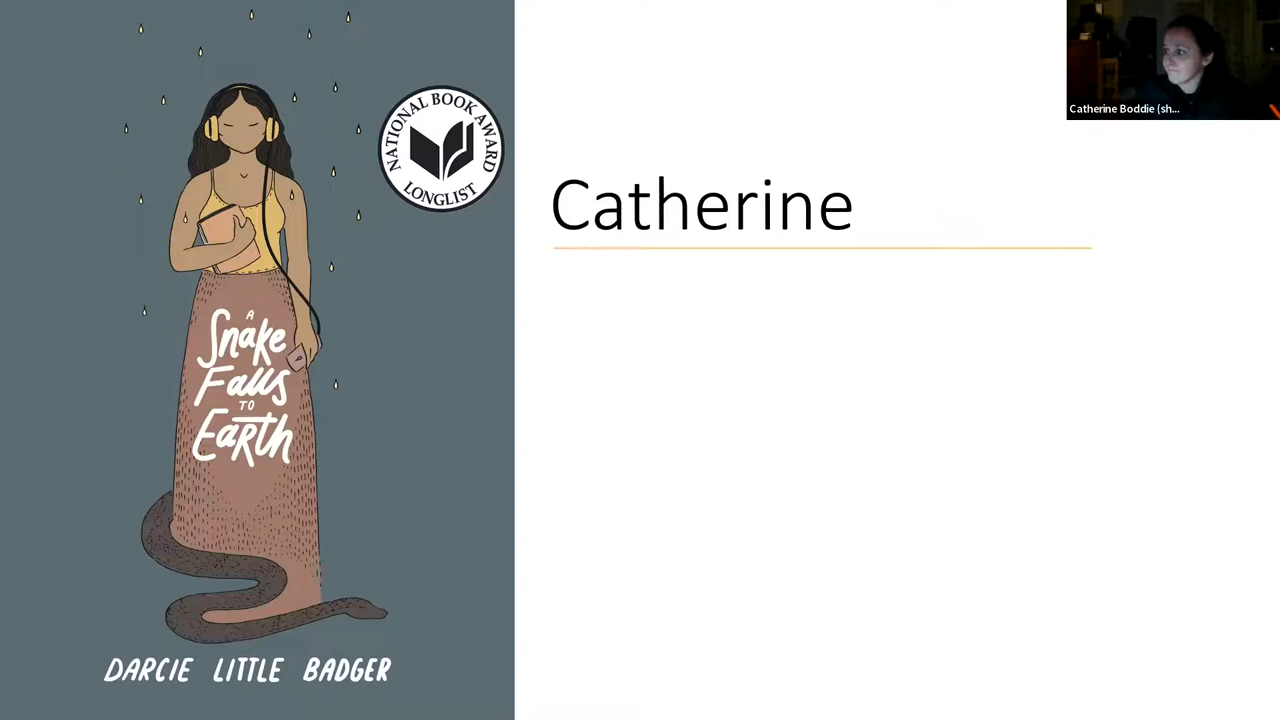 NATIONAL BOOK AWARD
LONGLIST
A
Snake
Falls
TO
Earth
DARCIE LITTLE BADGER
Catherine
Catherine Boddie (sh...